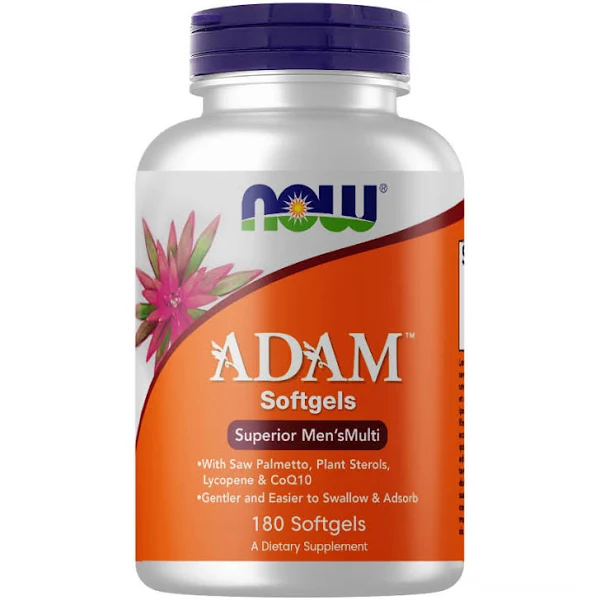 now®
ADAM™
Softgels
Superior Men'sMulti
•With Saw Palmetto, Plant Sterols,
Lycopene & CoQ10
•Gentler and Easier to Swallow & Adsorb
180 Softgels
A Dietary Supplement